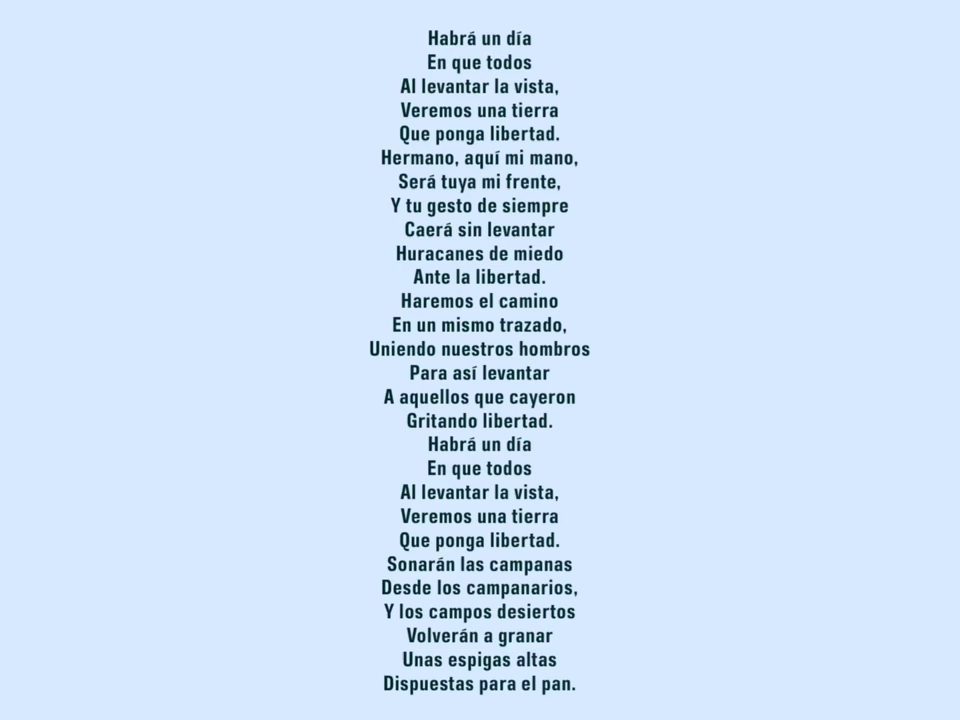 Habrá un día
En que todos
Al levantar la vista,
Veremos una tierra
Que ponga libertad.
Hermano, aquí mi mano,
Será tuya mi frente,
Y tu gesto de siempre
Caerá sin levantar
Huracanes de miedo
Ante la libertad.
Haremos el camino
En un mismo trazado,
Uniendo nuestros hombros
Para así levantar
A aquellos que cayeron
Gritando libertad.
Habrá un día
En que todos
Al levantar la vista,
Veremos una tierra
Que ponga libertad.
Sonarán las campanas
Desde los campanarios,
Y los campos desiertos
Volverán a granar
Unas espigas altas
Dispuestas para el pan.